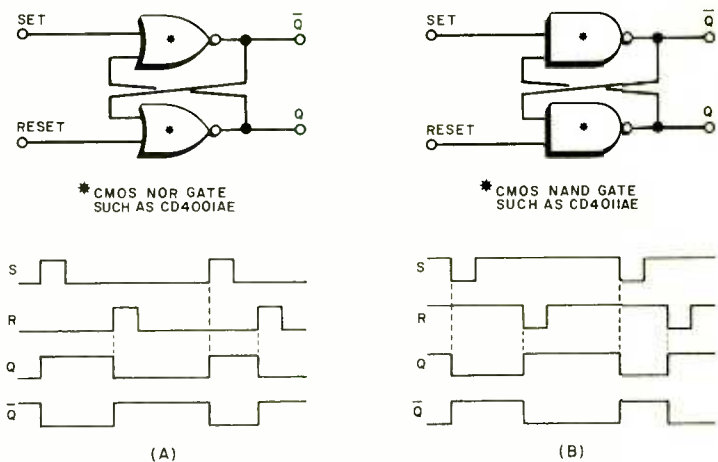 SET
Q̅
RESET
Q
* CMOS NOR GATE
SUCH AS CD4001AE
S
R
Q
Q̅
(A)
SET
Q̅
RESET
Q
* CMOS NAND GATE
SUCH AS CD4011AE
S
R
Q
Q̅
(B)